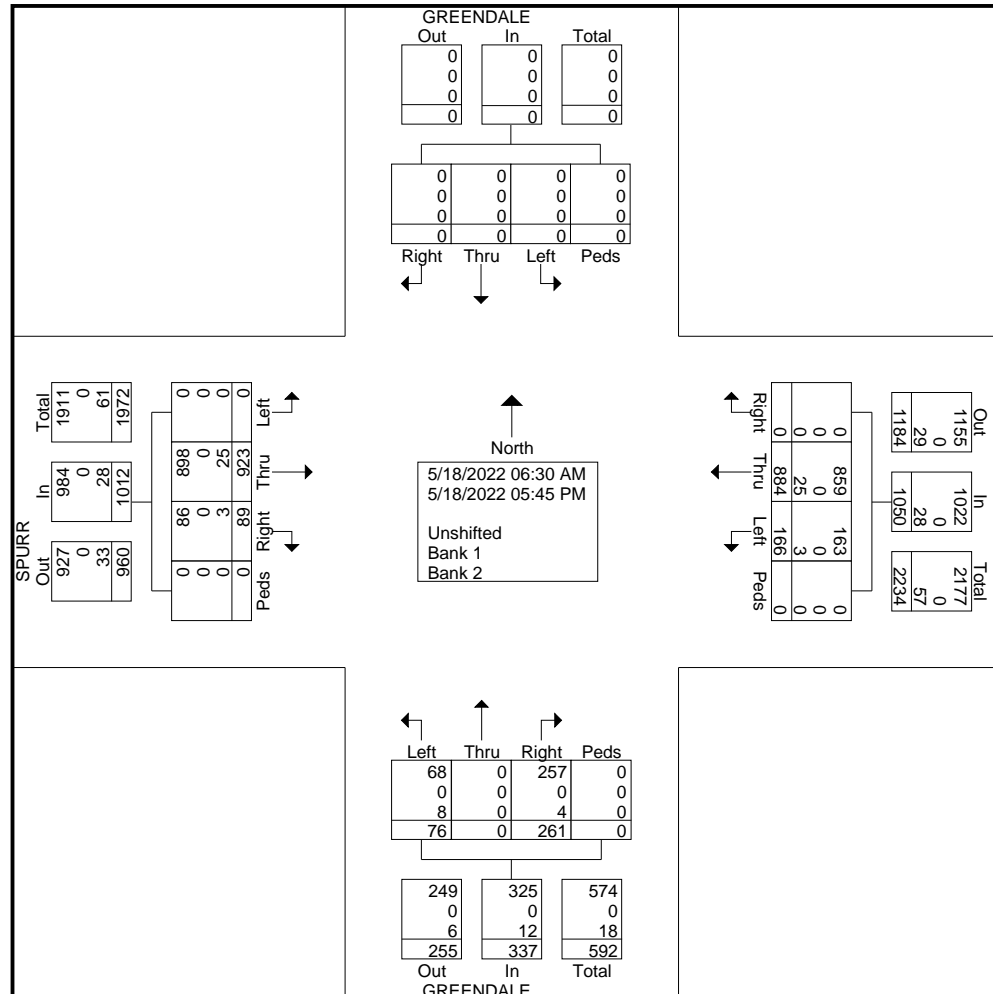 GREENDALE
Out In Total
0 0 0
0 0 0
0 0 0
0 0 0
0 0 0 0
0 0 0 0
0 0 0 0
0 0 0 0
Right Thru Left Peds
SPURR
Out In Total
927 984 1911
0 0 0
33 28 61
960 1012 1972
0 898 86 0
0 0 0 0
0 25 3 0
0 923 89 0
Left Thru Right Peds
North
5/18/2022 06:30 AM
5/18/2022 05:45 PM
Unshifted
Bank 1
Bank 2
Right Thru Left Peds
0 859 163 0
0 0 0 0
0 25 3 0
0 884 166 0
Out In Total
1155 1022 2177
0 0 0
29 28 57
1184 1050 2234
Left Thru Right Peds
68 0 257 0
0 0 0 0
8 0 4 0
76 0 261 0
249 325 574
0 0 0
6 12 18
255 337 592
Out In Total
GREENDALE